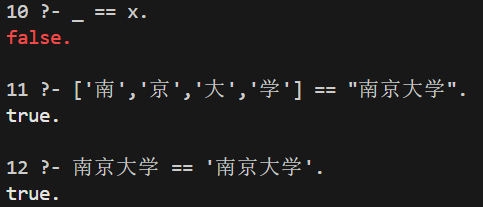 10 ?- _ == x.
false.
11 ?- ['南','京','大','学'] == "南京大学".
true.
12 ?- 南京大学 == '南京大学'.
true.